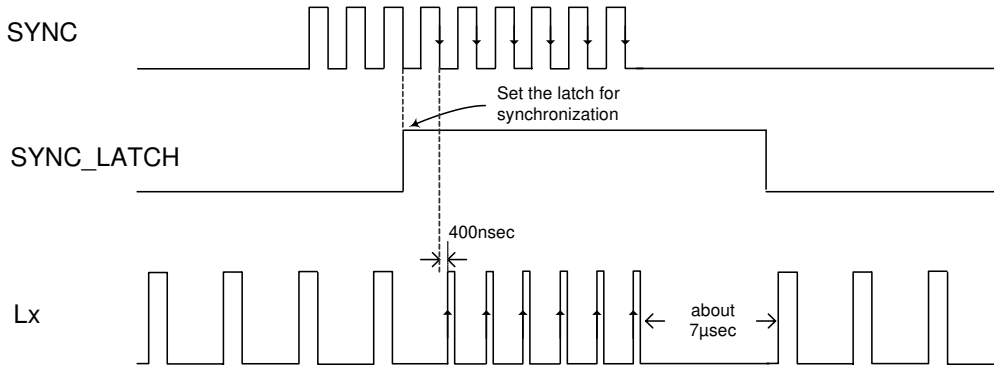 SYNC
Set the latch for
synchronization
SYNC_LATCH
400nsec
Lx
about
7μsec